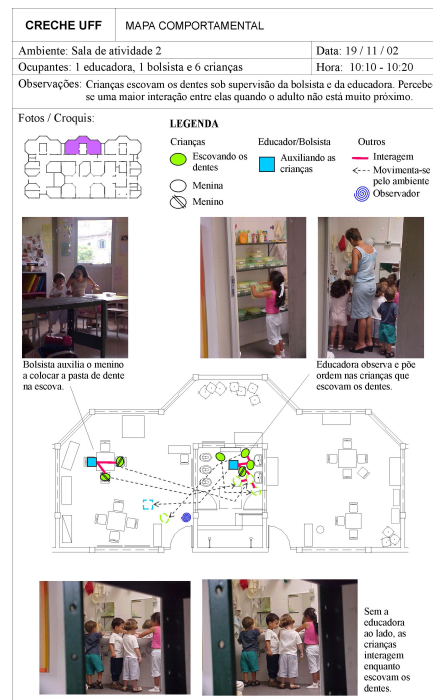 CRECHE UFF
MAPA COMPORTAMENTAL
Ambiente: Sala de atividade 2
Data: 19 / 11 / 02
Ocupantes: 1 educadora, 1 bolsista e 6 crianças
Hora: 10:10 - 10:20
Observações: Crianças escovam os dentes sob supervisão da bolsista e da educadora. Percebe
se uma maior interação entre elas quando o adulto não está muito próximo.
Fotos / Croquis:
LEGENDA
Crianças
Escovando os
dentes
Menina
Menino
Educador/Bolsista
Auxiliando as
crianças
Outros
Interagem
Movimenta-se
pelo ambiente
Observador
Bolsista auxilia o menino
a colocar a pasta de dente
na escova.
Educadora observa e põe
ordem nas crianças que
escovam os dentes.
Sem a
educadora
ao lado, as
crianças
interagem
enquanto
escovam os
dentes.